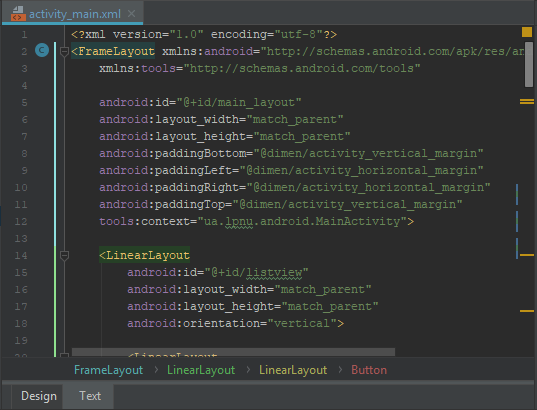 activity_main.xml
1 <?xml version="1.0" encoding="utf-8"?>
2 <FrameLayout xmlns:android="http://schemas.android.com/apk/res/an
3 xmlns:tools="http://schemas.android.com/tools"
4
5 android:id="@+id/main_layout"
6 android:layout_width="match_parent"
7 android:layout_height="match_parent"
8 android:paddingBottom="@dimen/activity_vertical_margin"
9 android:paddingLeft="@dimen/activity_horizontal_margin"
10 android:paddingRight="@dimen/activity_horizontal_margin"
11 android:paddingTop="@dimen/activity_vertical_margin"
12 tools:context="ua.lpnu.android.MainActivity">
13
14 <LinearLayout
15 android:id="@+id/listview"
16 android:layout_width="match_parent"
17 android:layout_height="match_parent"
18 android:orientation="vertical">
19
20 <LinearLayout
FrameLayout › LinearLayout › LinearLayout › Button
Design Text